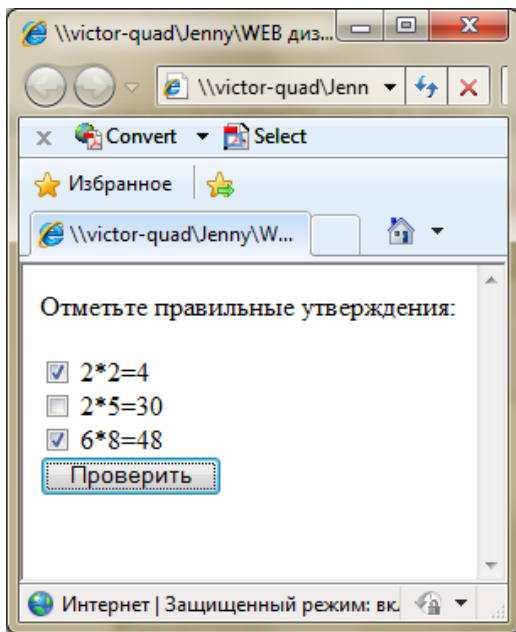 \\victor-quad\Jenny\WEB диз...
\\victor-quad\Jenn
x Convert Select
Избранное
\\victor-quad\Jenny\W...
Отметьте правильные утверждения:
2*2=4
2*5=30
6*8=48
Проверить
Интернет | Защищенный режим: вк